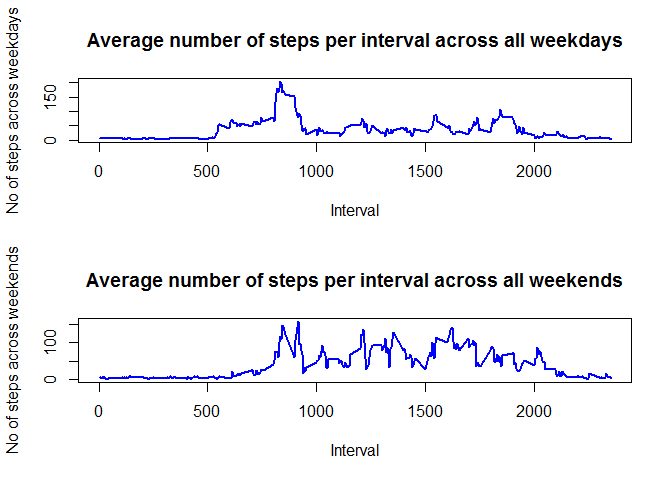 Average number of steps per interval across all weekdays
No of steps across weekdays
150
0
0 500 1000 1500 2000
Interval
Average number of steps per interval across all weekends
No of steps across weekends
100
0
0 500 1000 1500 2000
Interval